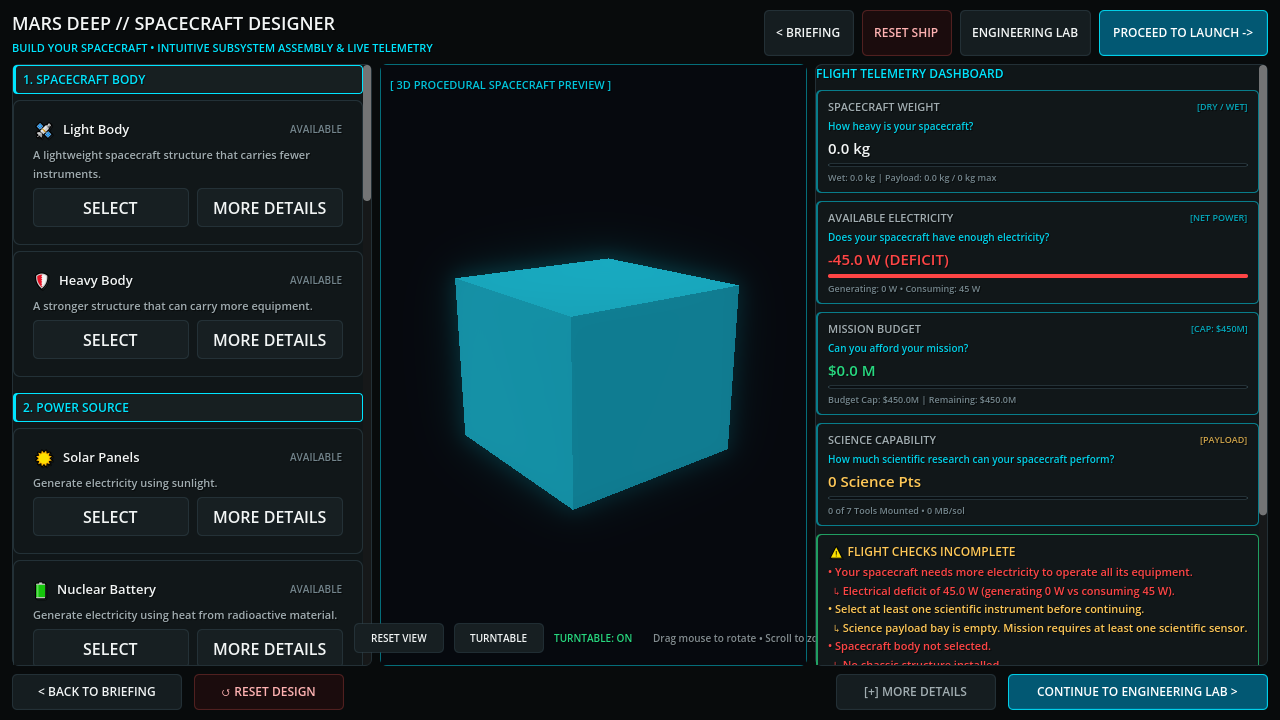 MARS DEEP // SPACECRAFT DESIGNER
BUILD YOUR SPACECRAFT • INTUITIVE SUBSYSTEM ASSEMBLY & LIVE TELEMETRY
< BRIEFING
RESET SHIP
ENGINEERING LAB
PROCEED TO LAUNCH ->
1. SPACECRAFT BODY
Light Body
AVAILABLE
A lightweight spacecraft structure that carries fewer
instruments.
SELECT
MORE DETAILS
Heavy Body
AVAILABLE
A stronger structure that can carry more equipment.
SELECT
MORE DETAILS
2. POWER SOURCE
Solar Panels
AVAILABLE
Generate electricity using sunlight.
SELECT
MORE DETAILS
Nuclear Battery
AVAILABLE
Generate electricity using heat from radioactive material.
SELECT
MORE DETAILS
[ 3D PROCEDURAL SPACECRAFT PREVIEW ]
RESET VIEW
TURNTABLE
TURNTABLE: ON
Drag mouse to rotate • Scroll to
FLIGHT TELEMETRY DASHBOARD
SPACECRAFT WEIGHT
[DRY / WET]
How heavy is your spacecraft?
0.0 kg
Wet: 0.0 kg | Payload: 0.0 kg / 0 kg max
AVAILABLE ELECTRICITY
[NET POWER]
Does your spacecraft have enough electricity?
-45.0 W (DEFICIT)
Generating: 0 W • Consuming: 45 W
MISSION BUDGET
[CAP: $450M]
Can you afford your mission?
$0.0 M
Budget Cap: $450.0M | Remaining: $450.0M
SCIENCE CAPABILITY
[PAYLOAD]
How much scientific research can your spacecraft perform?
0 Science Pts
0 of 7 Tools Mounted • 0 MB/sol
⚠ FLIGHT CHECKS INCOMPLETE
• Your spacecraft needs more electricity to operate all its equipment.
↳ Electrical deficit of 45.0 W (generating 0 W vs consuming 45 W).
• Select at least one scientific instrument before continuing.
↳ Science payload bay is empty. Mission requires at least one scientific sensor.
• Spacecraft body not selected.
↳ No chassis structure installed
< BACK TO BRIEFING
↺ RESET DESIGN
[+] MORE DETAILS
CONTINUE TO ENGINEERING LAB >